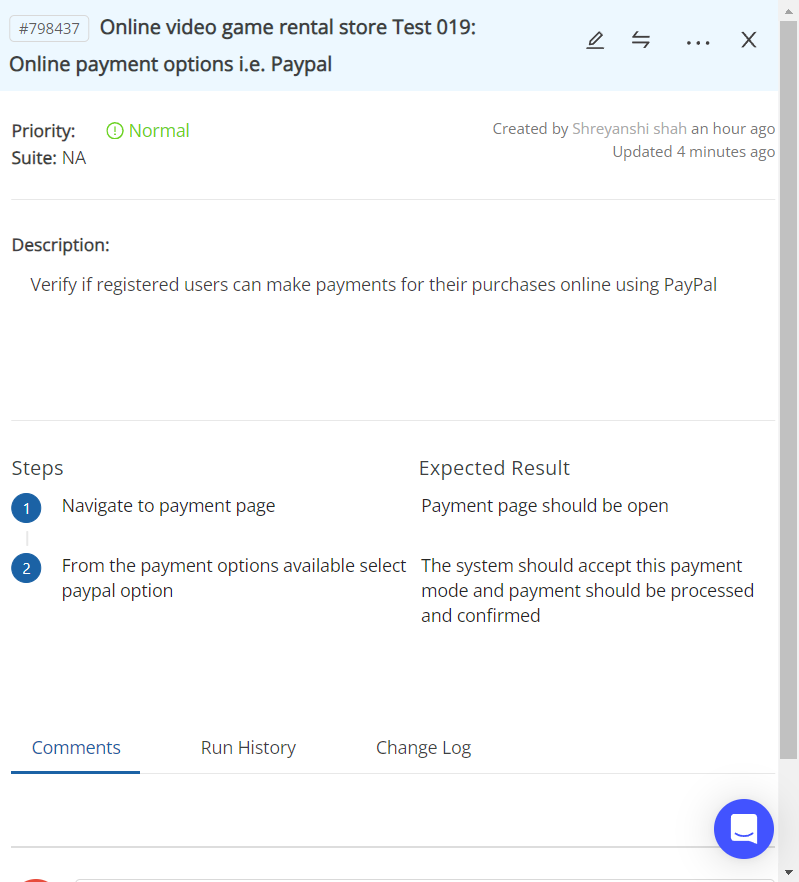 #798437 Online video game rental store Test 019:
Online payment options i.e. Paypal
Priority: Normal
Created by Shreyanshi shah an hour ago
Suite: NA
Updated 4 minutes ago
Description:
Verify if registered users can make payments for their purchases online using PayPal
Steps
Expected Result
1 Navigate to payment page
Payment page should be open
2 From the payment options available select
paypal option
The system should accept this payment
mode and payment should be processed
and confirmed
Comments Run History Change Log